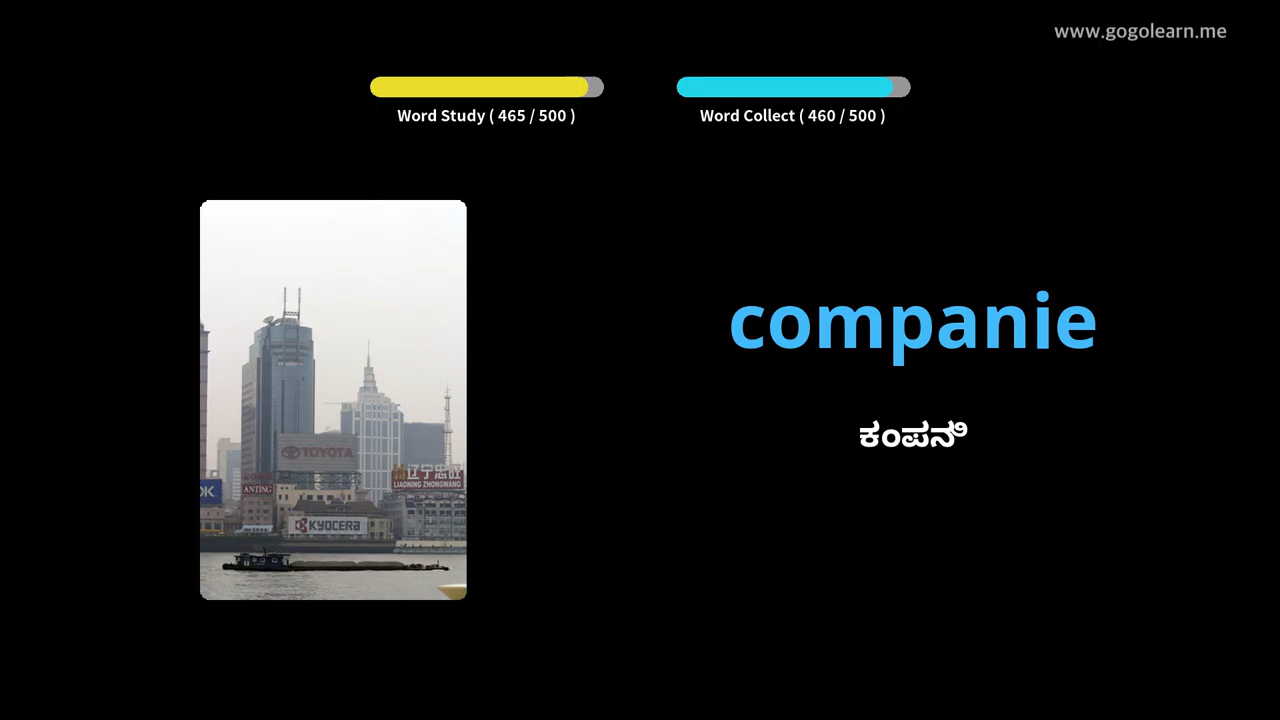 www.gogolearn.me
Word Study ( 465 / 500 )
Word Collect ( 460 / 500 )
companie
ಕಂಪನಿ
TOYOTA
辽宁忠旺
LIAONING ZHONGWANG
OK
ANTING
KYOCERA